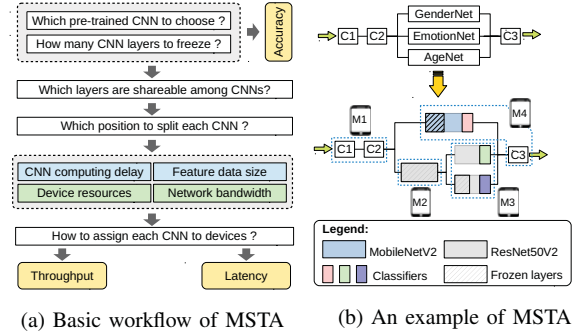 Which pre-trained CNN to choose ?
How many CNN layers to freeze ?
Accuracy
Which layers are shareable among CNNs?
Which position to split each CNN ?
CNN computing delay
Feature data size
Device resources
Network bandwidth
How to assign each CNN to devices ?
Throughput
Latency
(a) Basic workflow of MSTA
GenderNet
C1
C2
EmotionNet
C3
AgeNet
M1
M4
C1
C2
C3
M2
M3
Legend:
MobileNetV2
ResNet50V2
Classifiers
Frozen layers
(b) An example of MSTA